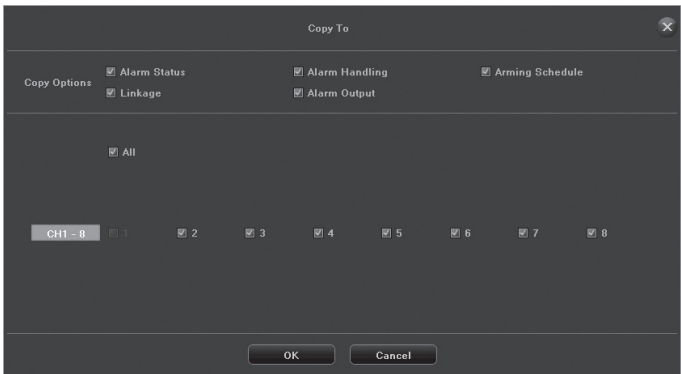 Copy To
Copy Options Alarm Status Alarm Handling Arming Schedule
Linkage Alarm Output
All
CH1 - 8 1 2 3 4 5 6 7 8
OK Cancel